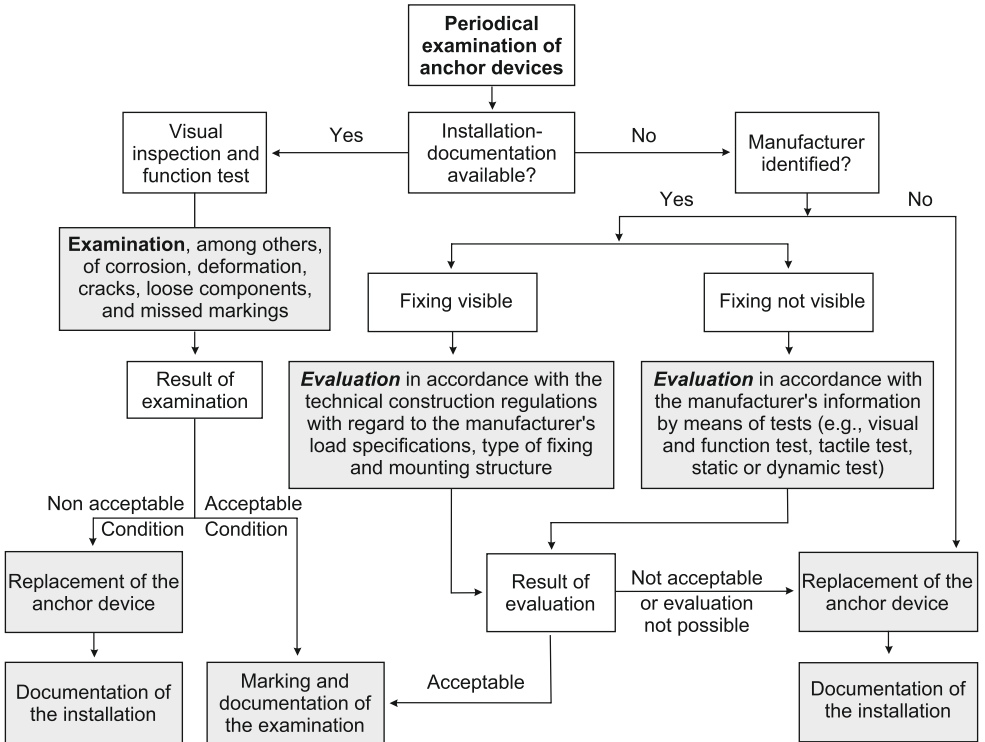 Periodical
examination of
anchor devices
Visual
inspection and
function test
Yes
Installation-
documentation
available?
No
Manufacturer
identified?
Yes
No
Examination, among others,
of corrosion, deformation,
cracks, loose components,
and missed markings
Fixing visible
Fixing not visible
Result of
examination
Evaluation in accordance with the
technical construction regulations
with regard to the manufacturer's
load specifications, type of fixing
and mounting structure
Evaluation in accordance with
the manufacturer's information
by means of tests (e.g., visual
and function test, tactile test,
static or dynamic test)
Non acceptable
Condition
Acceptable
Condition
Replacement of the
anchor device
Result of
evaluation
Not acceptable
or evaluation
not possible
Replacement of the
anchor device
Documentation of
the installation
Marking and
documentation of
the examination
Acceptable
Documentation of
the installation